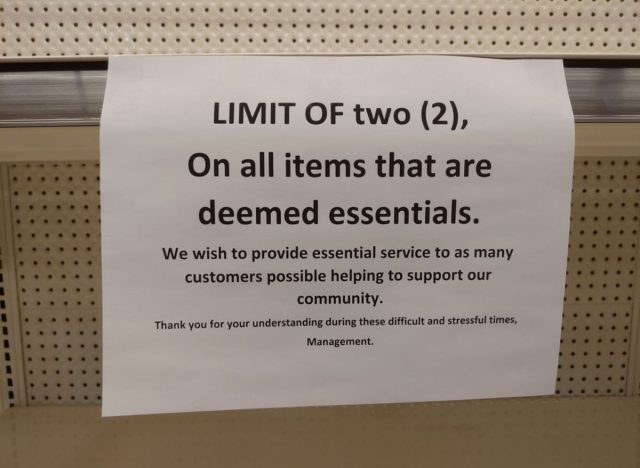 LIMIT OF two (2),
On all items that are
deemed essentials.
We wish to provide essential service to as many
customers possible helping to support our
community.
Thank you for your understanding during these difficult and stressful times,
Management.